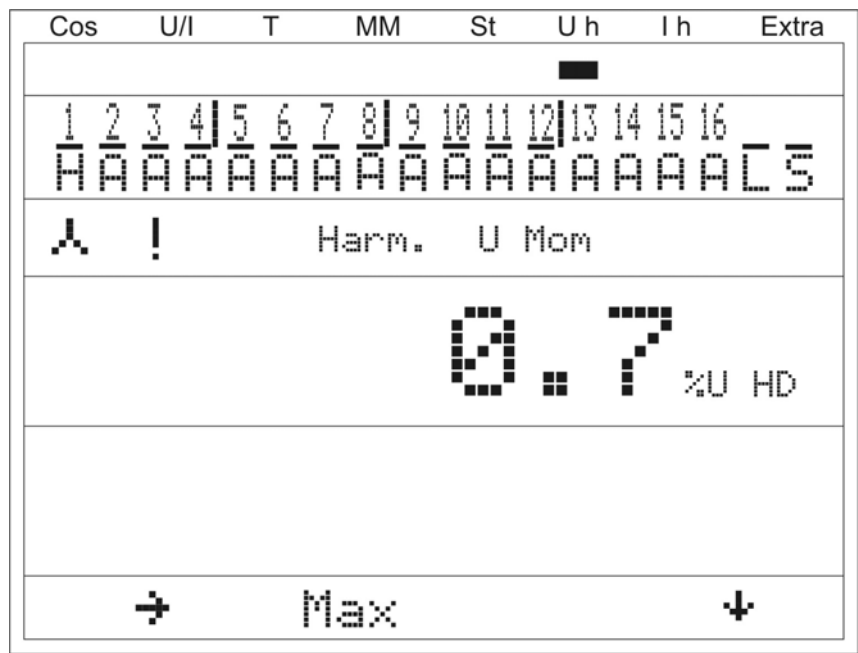 Cos U/I T MM St U h I h Extra
1 2 3 4 5 6 7 8 9 10 11 12 13 14 15 16
H A A A A A A A A A A A A A A A L S
! Harm. U Mom
0.7 %U HD
→ Max ↓